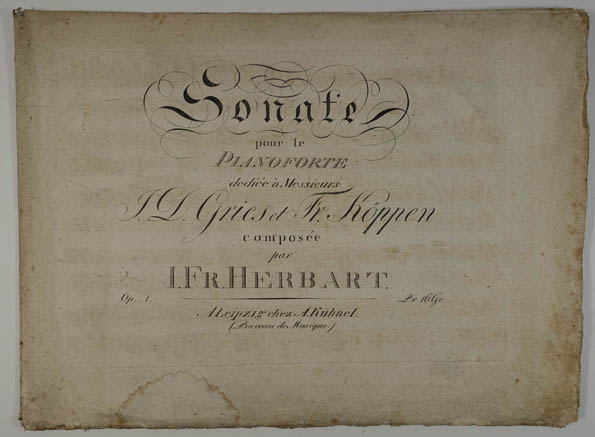 Sonate
pour le
PIANOFORTE
dediée à Messieurs
J. D. Gries et Fr. Köppen
composée
par
I. FR. HERBART.
Op. 1. Pr. 16 Gr.
A Leipzig chez A. Kühnel.
(Bureau de Musique)